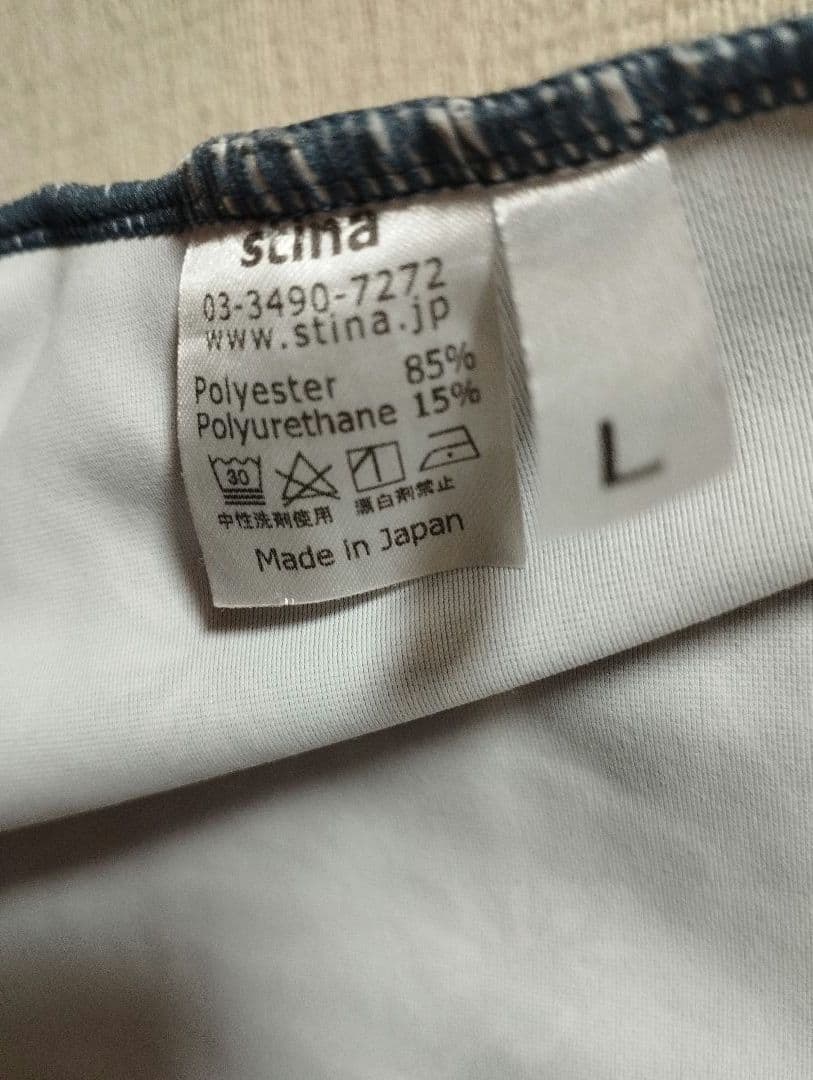 stina
03-3490-7272
www.stina.jp
Polyester 85%
Polyurethane 15%
30
中性洗剤使用 漂白剤禁止
Made in Japan
L